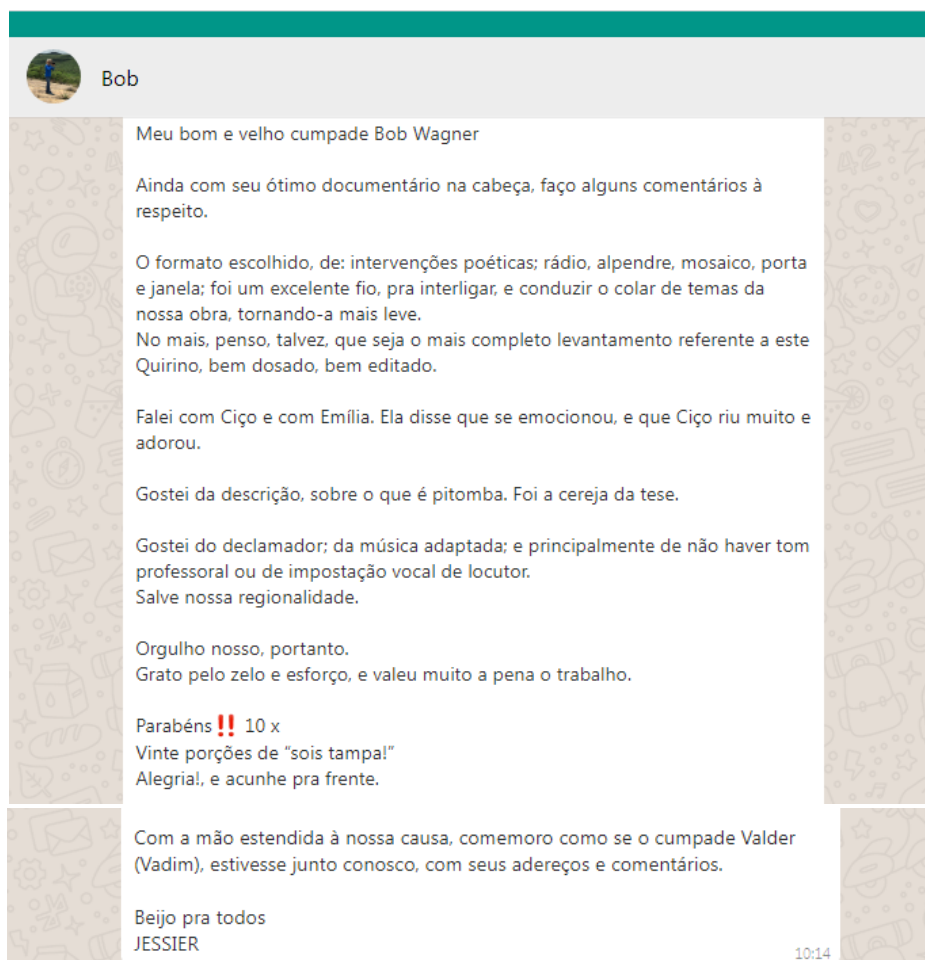 Bob
Meu bom e velho cumpade Bob Wagner
Ainda com seu ótimo documentário na cabeça, faço alguns comentários à
respeito.
O formato escolhido, de: intervenções poéticas; rádio, alpendre, mosaico, porta
e janela; foi um excelente fio, pra interligar, e conduzir o colar de temas da
nossa obra, tornando-a mais leve.
No mais, penso, talvez, que seja o mais completo levantamento referente a este
Quirino, bem dosado, bem editado.
Falei com Ciço e com Emília. Ela disse que se emocionou, e que Ciço riu muito e
adorou.
Gostei da descrição, sobre o que é pitomba. Foi a cereja da tese.
Gostei do declamador; da música adaptada; e principalmente de não haver tom
professoral ou de impostação vocal de locutor.
Salve nossa regionalidade.
Orgulho nosso, portanto.
Grato pelo zelo e esforço, e valeu muito a pena o trabalho.
Parabéns‼️ 10 x
Vinte porções de “sois tampa!”
Alegria!, e acunhe pra frente.
Com a mão estendida à nossa causa, comemoro como se o cumpade Valder
(Vadim), estivesse junto conosco, com seus adereços e comentários.
Beijo pra todos
JESSIER
10:14